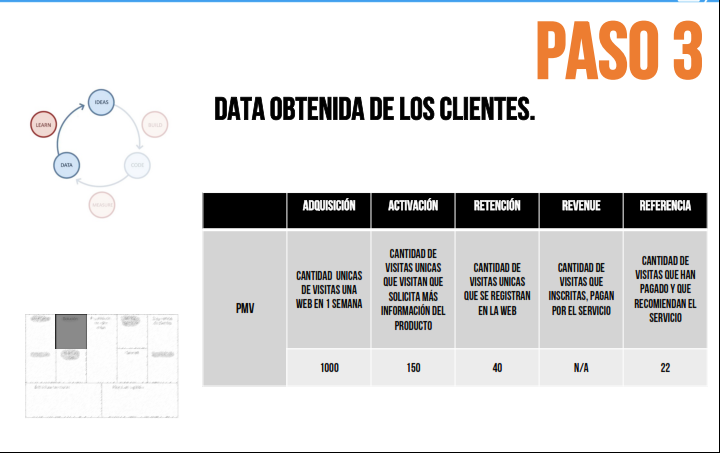 PASO 3
DATA OBTENIDA DE LOS CLIENTES.
IDEAS
LEARN
BUILD
DATA
CODE
MEASURE
ADQUISICIÓN
ACTIVACIÓN
RETENCIÓN
REVENUE
REFERENCIA
PMV
CANTIDAD UNICAS
DE VISITAS UNA
WEB EN 1 SEMANA
CANTIDAD DE
VISITAS UNICAS
QUE VISITAN QUE
SOLICITA MÁS
INFORMACIÓN DEL
PRODUCTO
CANTIDAD DE
VISITAS UNICAS
QUE SE REGISTRAN
EN LA WEB
CANTIDAD DE
VISITAS QUE
INSCRITAS, PAGAN
POR EL SERVICIO
CANTIDAD DE
VISITAS QUE HAN
PAGADO Y QUE
RECOMIENDAN EL
SERVICIO
1000
150
40
N/A
22